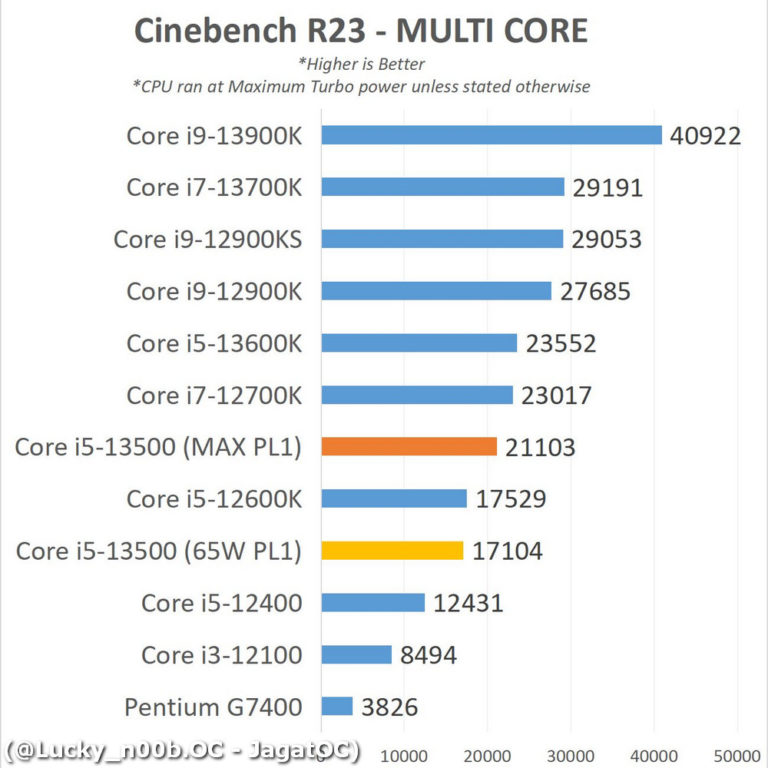 Cinebench R23 - MULTI CORE
*Higher is Better
*CPU ran at Maximum Turbo power unless stated otherwise
Core i9-13900K 40922
Core i7-13700K 29191
Core i9-12900KS 29053
Core i9-12900K 27685
Core i5-13600K 23552
Core i7-12700K 23017
Core i5-13500 (MAX PL1) 21103
Core i5-12600K 17529
Core i5-13500 (65W PL1) 17104
Core i5-12400 12431
Core i3-12100 8494
Pentium G7400 3826
0 10000 20000 30000 40000 50000
(@Lucky_n00b.OC - JagatOC)